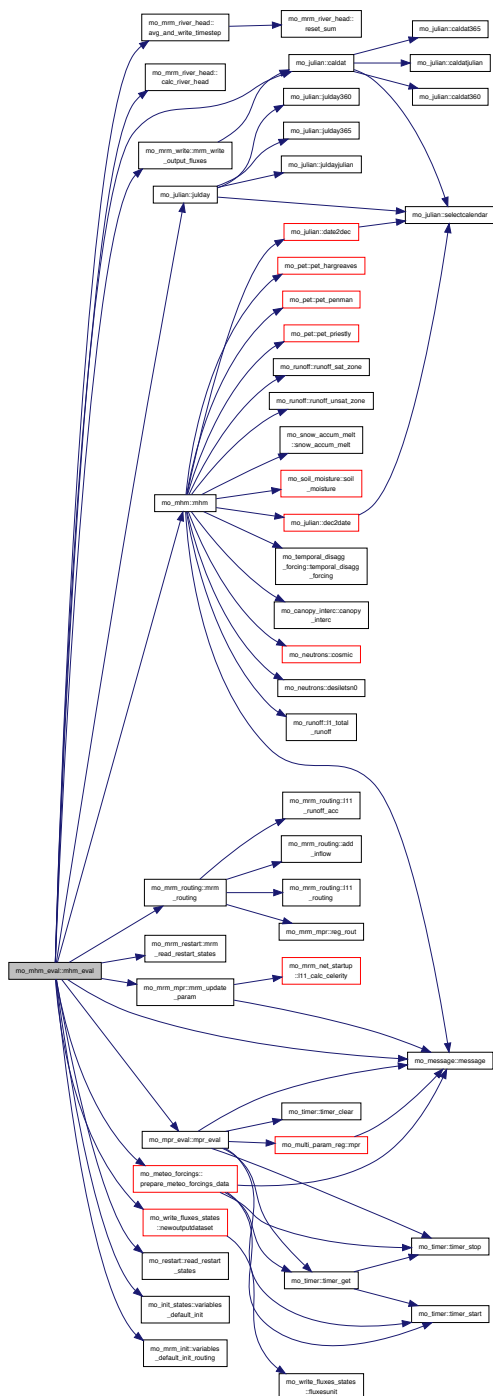 mo_mrm_river_head::
avg_and_write_timestep
mo_mrm_river_head::
reset_sum
mo_julian::caldat365
mo_julian::caldat
mo_julian::caldatjulian
mo_mrm_river_head::
calc_river_head
mo_julian::caldat360
mo_julian::julday360
mo_julian::julday365
mo_mrm_write::mrm_write
_output_fluxes
mo_julian::juldayjulian
mo_julian::julday
mo_julian::selectcalendar
mo_julian::date2dec
mo_pet::pet_hargreaves
mo_pet::pet_penman
mo_pet::pet_priestly
mo_runoff::runoff_sat_zone
mo_runoff::runoff_unsat_zone
mo_snow_accum_melt
::snow_accum_melt
mo_soil_moisture::soil
_moisture
mo_mhm::mhm
mo_julian::dec2date
mo_temporal_disagg
_forcing::temporal_disagg
_forcing
mo_canopy_interc::canopy
_interc
mo_neutrons::cosmic
mo_neutrons::desiletsn0
mo_runoff::l1_total
_runoff
mo_mrm_routing::l11
_runoff_acc
mo_mrm_routing::add
_inflow
mo_mrm_routing::mrm
_routing
mo_mrm_routing::l11
_routing
mo_mrm_mpr::reg_rout
mo_mrm_restart::mrm
_read_restart_states
mo_mhm_eval::mhm_eval
mo_mrm_net_startup
::l11_calc_celerity
mo_mrm_mpr::mrm_update
_param
mo_message::message
mo_timer::timer_clear
mo_mpr_eval::mpr_eval
mo_multi_param_reg::mpr
mo_meteo_forcings::
prepare_meteo_forcings_data
mo_write_fluxes_states
::newoutputdataset
mo_timer::timer_stop
mo_restart::read_restart
_states
mo_timer::timer_get
mo_init_states::variables
_default_init
mo_timer::timer_start
mo_mrm_init::variables
_default_init_routing
mo_write_fluxes_states
::fluxesunit